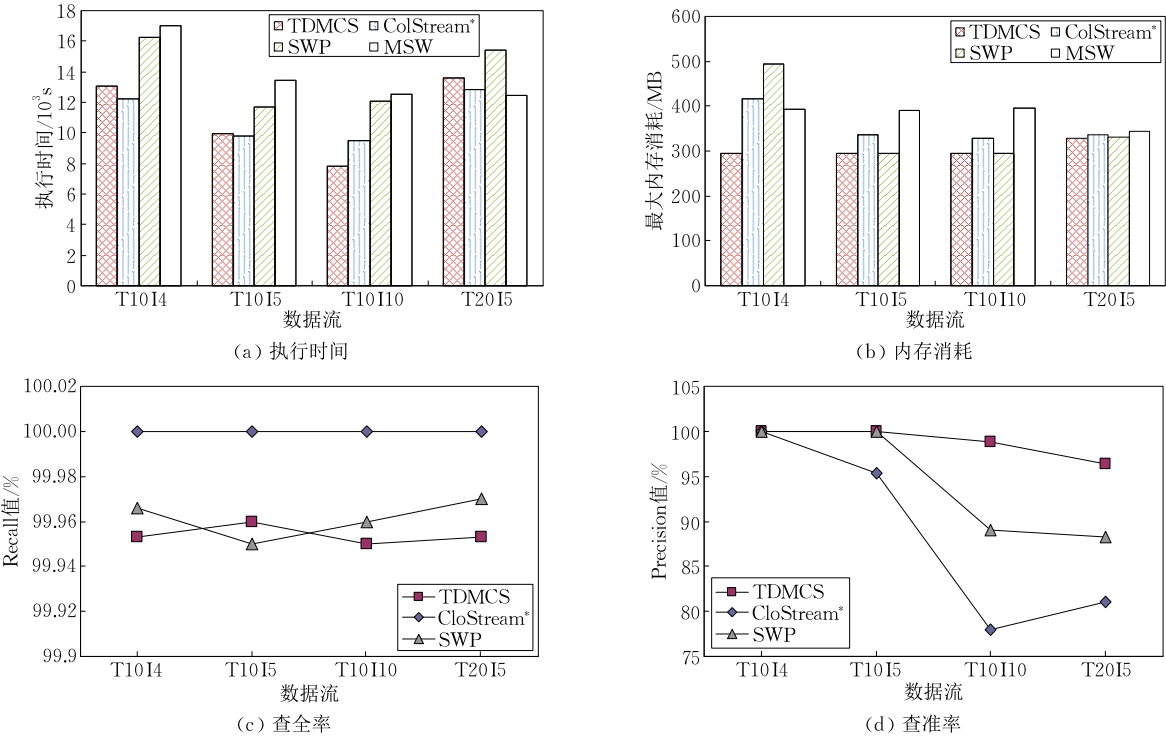 18
16
14
12
10
8
6
4
2
0
执行时间/10³s
TDMCS ColStream*
SWP MSW
T10I4 T10I5 T10I10 T20I5
数据流
(a) 执行时间
600
500
400
300
200
100
0
最大内存消耗/MB
TDMCS ColStream*
SWP MSW
T10I4 T10I5 T10I10 T20I5
数据流
(b) 内存消耗
100.02
100.00
99.98
99.96
99.94
99.92
99.9
Recall值/%
TDMCS
CloStream*
SWP
T10I4 T10I5 T10I10 T20I5
数据流
(c) 查全率
105
100
95
90
85
80
75
Precision值/%
TDMCS
CloStream*
SWP
T10I4 T10I5 T10I10 T20I5
数据流
(d) 查准率